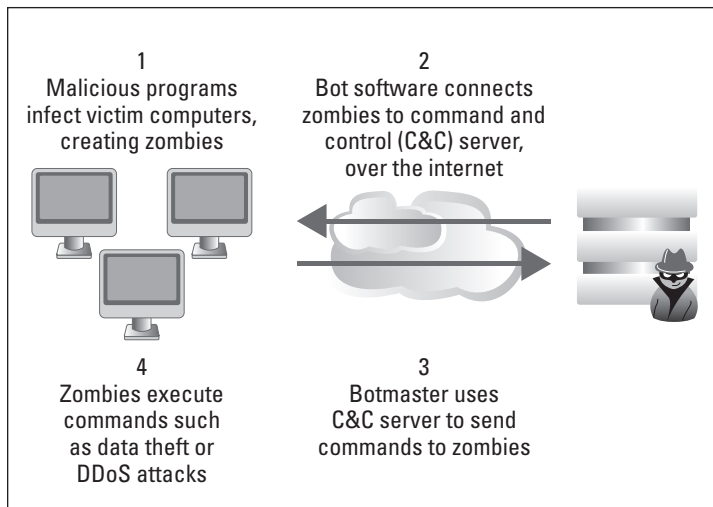 1
Malicious programs
infect victim computers,
creating zombies
2
Bot software connects
zombies to command and
control (C&C) server,
over the internet
3
Botmaster uses
C&C server to send
commands to zombies
4
Zombies execute
commands such
as data theft or
DDoS attacks